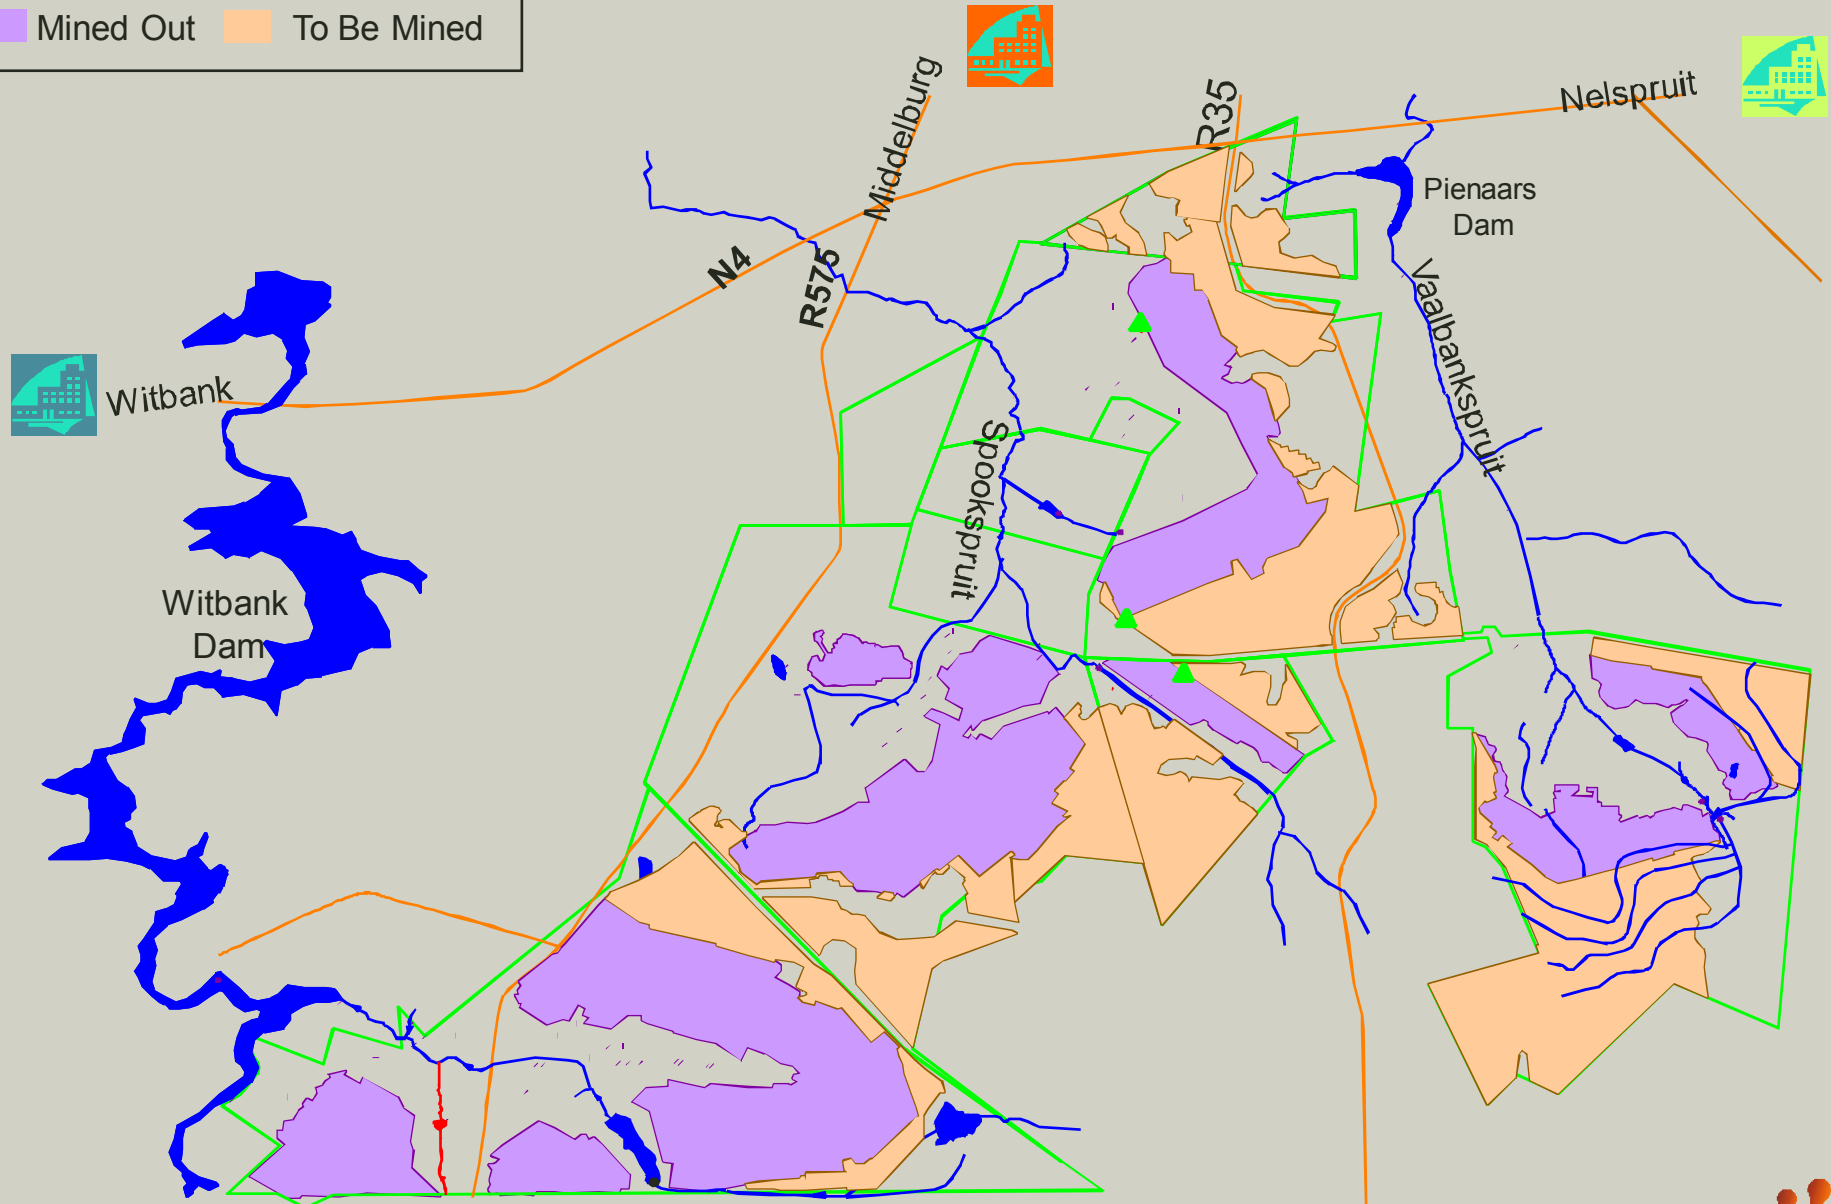 Mined Out To Be Mined
Middelburg
R35
Nelspruit
Pienaars
Dam
N4
R575
Vaalbankspruit
Witbank
Spookspruit
Witbank
Dam